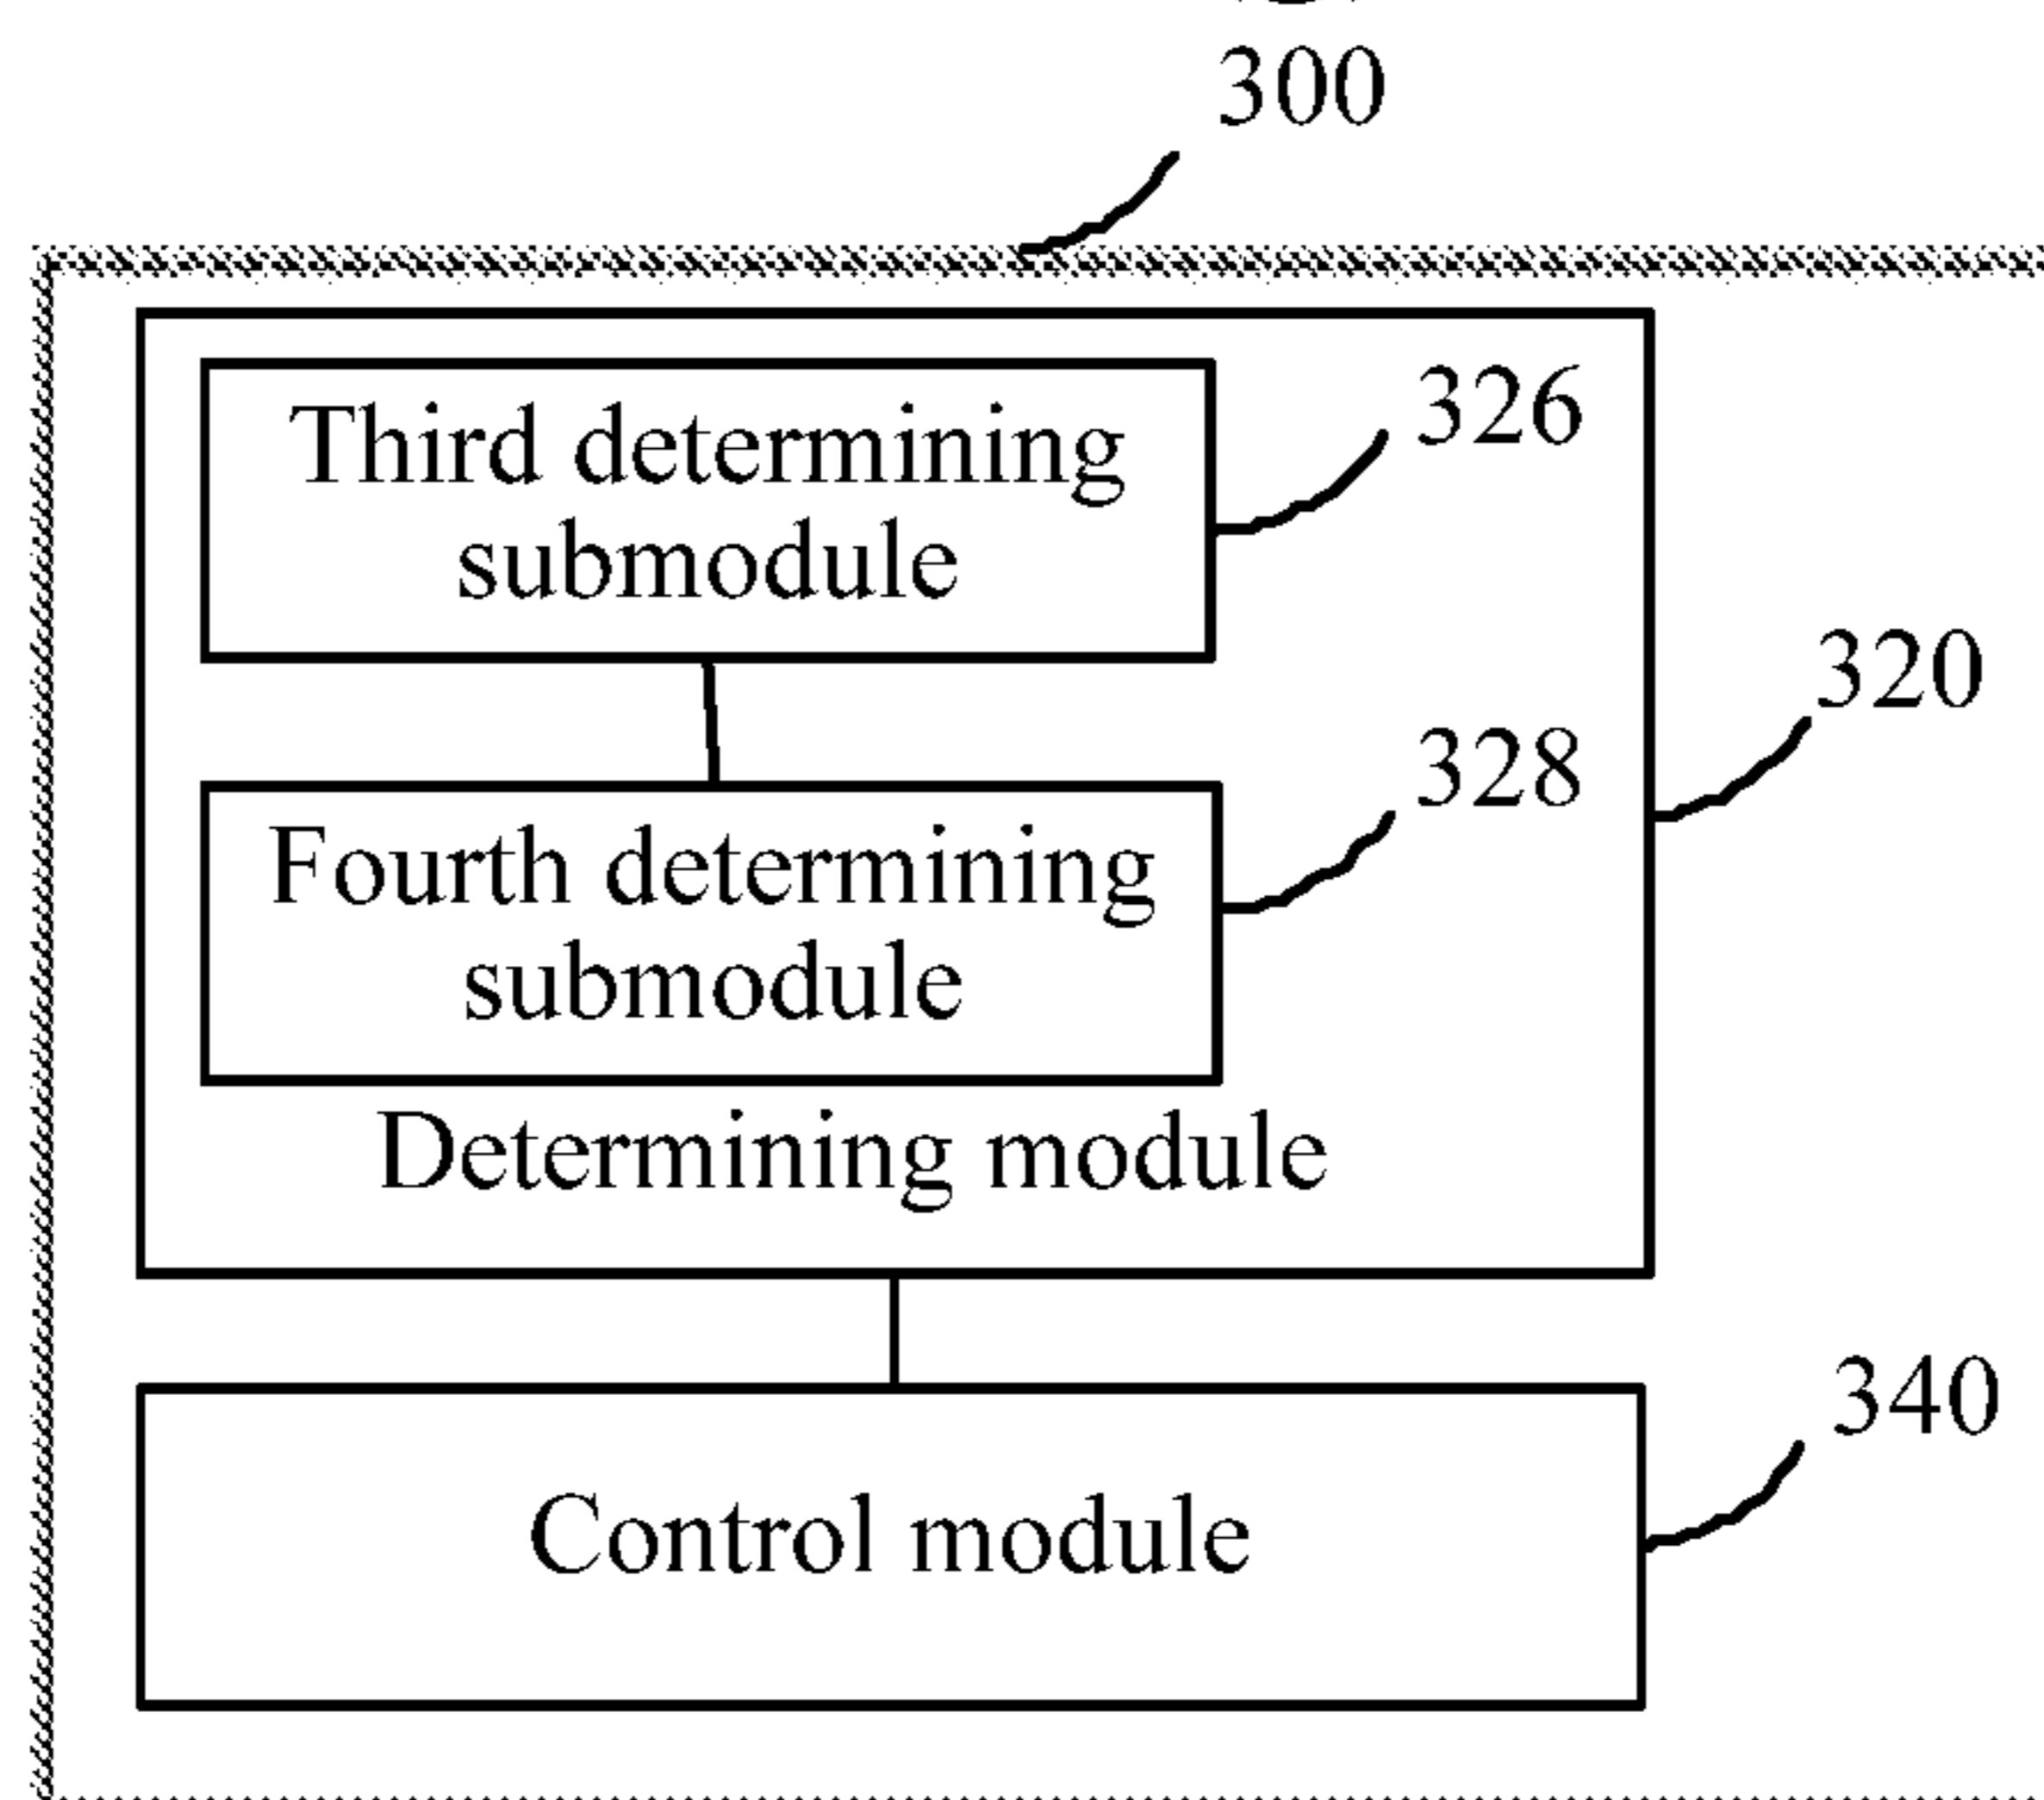 300
Third determining
submodule
326
320
Fourth determining
submodule
328
Determining module
Control module
340